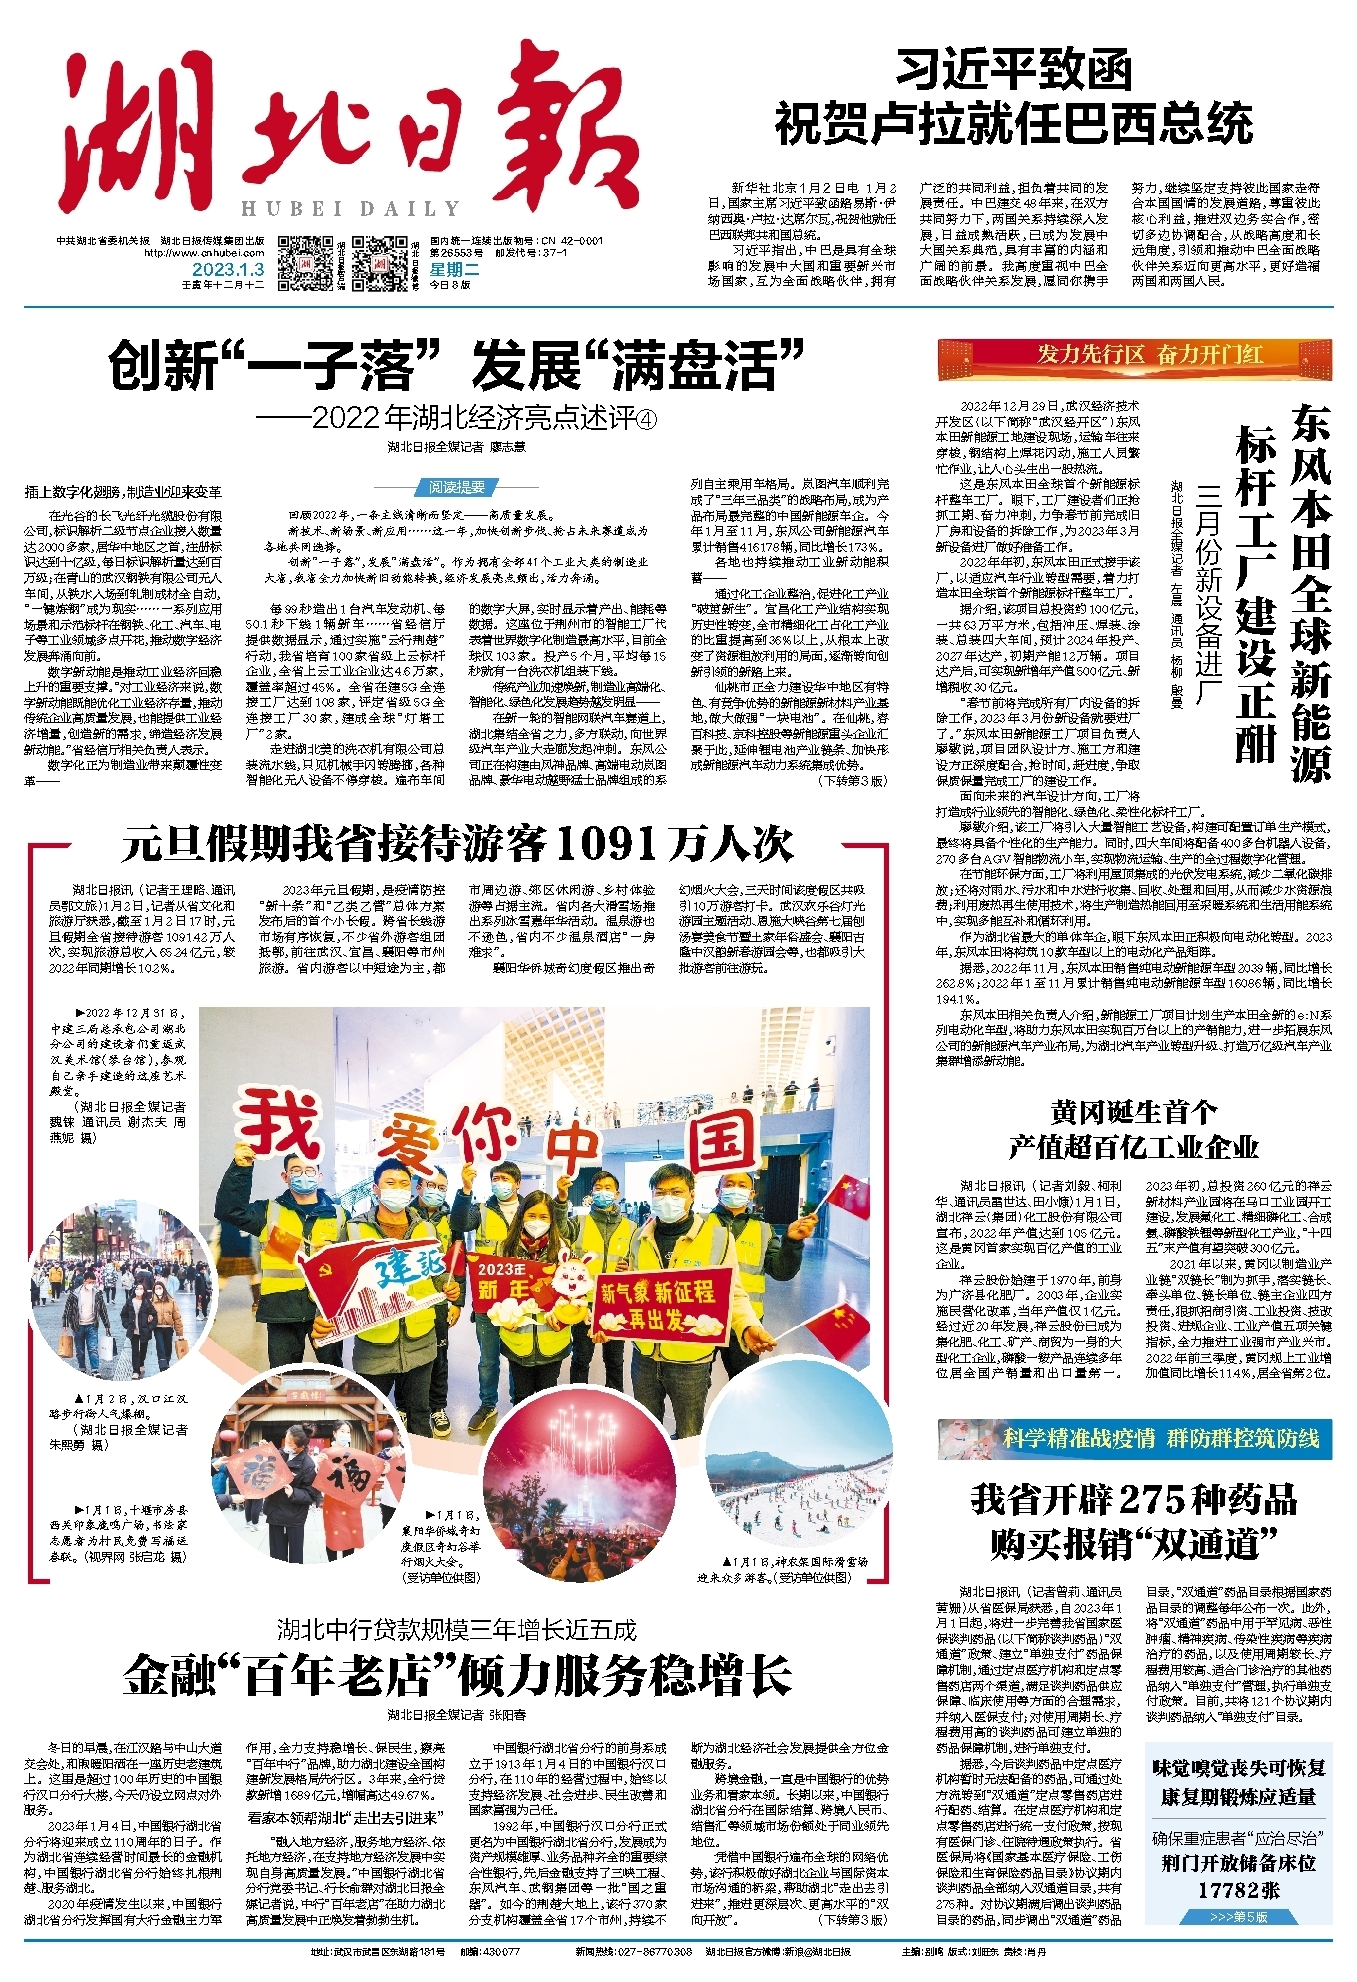 湖北日報
HUBEI DAILY
中共湖北省委机关报 湖北日报传媒集团出版
http://www.cnhubei.com
2023.1.3
壬寅年十二月十二
国内统一连续出版物号：CN 42-0001
第26553号 邮发代号：37-1
星期二
今日8版
习近平致函
祝贺卢拉就任巴西总统
新华社北京1月2日电 1月2
日，国家主席习近平致函路易斯·伊
纳西奥·卢拉·达席尔瓦，祝贺他就任
巴西联邦共和国总统。
习近平指出，中巴是具有全球
影响的发展中大国和重要新兴市
场国家，互为全面战略伙伴，拥有
广泛的共同利益，担负着共同的发
展责任。中巴建交48年来，在双方
共同努力下，两国关系持续深入发
展，日益成熟活跃，已成为发展中
大国关系典范，具有丰富的内涵和
广阔的前景。我高度重视中巴全
面战略伙伴关系发展，愿同你携手
努力，继续坚定支持彼此国家走符
合本国国情的发展道路，尊重彼此
核心利益，推进双边务实合作，密
切多边协调配合，从战略高度和长
远角度，引领和推动中巴全面战略
伙伴关系迈向更高水平，更好造福
两国和两国人民。
创新“一子落” 发展“满盘活”
——2022年湖北经济亮点述评④
湖北日报全媒记者 廖志慧
插上数字化翅膀，制造业迎来变革
在光谷的长飞光纤光缆股份有限
公司，标识解析二级节点企业接入数量
达2000多家，居华中地区之首，注册标
识达到十亿级，每日标识解析量达到百
万级；在青山的武汉钢铁有限公司无人
车间，从铁水入场到轧制成材全自动，
“一键炼钢”成为现实……一系列应用
场景和示范标杆在钢铁、化工、汽车、电
子等工业领域多点开花，推动数字经济
发展奔涌向前。
数字新动能是推动工业经济回稳
上升的重要支撑。“对工业经济来说，数
字新动能既能优化工业经济存量，推动
传统企业高质量发展，也能提供工业经
济增量，创造新的需求，缔造经济发展
新动能。”省经信厅相关负责人表示。
数字化正为制造业带来颠覆性变
革——
阅读提要
回顾2022年，一条主线清晰而坚定——高质量发展。
新技术、新场景、新应用……这一年，加快创新步伐、抢占未来赛道成为
各地共同选择。
创新“一子落”，发展“满盘活”。作为拥有全部41个工业大类的制造业
大省，我省全力加快新旧动能转换，经济发展亮点频出，活力奔涌。
每99秒造出1台汽车发动机、每
50.1秒下线1辆新车……省经信厅
提供数据显示，通过实施“云行荆楚”
行动，我省培育100家省级上云标杆
企业，全省上云工业企业达4.6万家，
覆盖率超过45%。全省在建5G全连
接工厂达到108家，评定省级5G全
连接工厂30家，建成全球“灯塔工
厂”2家。
走进湖北美的洗衣机有限公司总
装流水线，只见机械手闪转腾挪，各种
智能化无人设备不停穿梭。遍布车间
的数字大屏，实时显示着产出、能耗等
数据。这座位于荆州市的智能工厂代
表着世界数字化制造最高水平，目前全
球仅103家。投产5个月，平均每15
秒就有一台洗衣机组装下线。
传统产业加速焕新，制造业高端化、
智能化、绿色化发展趋势越发明显——
在新一轮的智能网联汽车赛道上，
湖北集结全省之力，多方联动，向世界
级汽车产业大走廊发起冲刺。东风公
司正在构建由风神品牌、高端电动岚图
品牌、豪华电动越野猛士品牌组成的系
列自主乘用车格局。岚图汽车顺利完
成了“三年三品类”的战略布局，成为产
品布局最完整的中国新能源车企。今
年1月至11月，东风公司新能源汽车
累计销售416178辆，同比增长173%。
各地也持续推动工业新动能积
蓄——
通过化工企业整治，促进化工产业
“破茧新生”。宜昌化工产业结构实现
历史性转变，全市精细化工占化工产业
的比重提高到36%以上，从根本上改
变了资源粗放利用的局面，逐渐转向创
新引领的新路上来。
仙桃市正全力建设华中地区有特
色、有竞争优势的新能源新材料产业基
地，做大做强“一块电池”。在仙桃，容
百科技、京科控股等新能源重头企业汇
聚于此，延伸锂电池产业链条、加快形
成新能源汽车动力系统集成优势。
（下转第3版）
元旦假期我省接待游客1091万人次
湖北日报讯（记者王理略、通讯
员鄂文旅）1月2日，记者从省文化和
旅游厅获悉，截至1月2日17时，元
旦假期全省接待游客1091.42万人
次，实现旅游总收入65.24亿元，较
2022年同期增长10.2%。
2023年元旦假期，是疫情防控
“新十条”和“乙类乙管”总体方案
发布后的首个小长假。跨省长线游
市场有序恢复，不少省外游客组团
抵鄂，前往武汉、宜昌、襄阳等市州
旅游。省内游客以中短途为主，都
市周边游、郊区休闲游、乡村体验
游等占据主流。省内各大滑雪场推
出系列冰雪嘉年华活动。温泉游也
不逊色，省内不少温泉酒店“一房
难求”。
襄阳华侨城奇幻度假区推出奇
幻烟火大会，三天时间该度假区共吸
引10万游客打卡。武汉欢乐谷灯光
游园主题活动、恩施大峡谷第七届刨
汤宴美食节暨土家年俗盛会、襄阳古
隆中汉韵新春游园会等，也都吸引大
批游客前往游玩。
▶2022年12月31日，
中建三局总承包公司湖北
分公司的建设者们重返武
汉美术馆（琴台馆），参观
自己亲手建造的这座艺术
殿堂。
（湖北日报全媒记者
魏铼 通讯员 谢杰夫 周
燕妮 摄）
我爱你中国
建证
2023年
新年
新气象 新征程
再出发
福
▲1月2日，汉口江汉
路步行街人气爆棚。
（湖北日报全媒记者
朱熙勇 摄）
▶1月1日，十堰市房县
西关印象鹿鸣广场，书法家
志愿者为村民免费写福送
春联。（视界网 张启龙 摄）
▶1月1日，
襄阳华侨城奇幻
度假区奇幻谷举
行烟火大会。
（受访单位供图）
▲1月1日，神农架国际滑雪场
迎来众多游客。（受访单位供图）
湖北中行贷款规模三年增长近五成
金融“百年老店”倾力服务稳增长
湖北日报全媒记者 张阳春
冬日的早晨，在江汉路与中山大道
交会处，和煦暖阳洒在一座历史老建筑
上。这里是超过100年历史的中国银
行汉口分行大楼，今天仍设立网点对外
服务。
2023年1月4日，中国银行湖北省
分行将迎来成立110周年的日子。作
为湖北省连续经营时间最长的金融机
构，中国银行湖北省分行始终扎根荆
楚、服务湖北。
2020年疫情发生以来，中国银行
湖北省分行发挥国有大行金融主力军
作用，全力支持稳增长、保民生，擦亮
“百年中行”品牌，助力湖北建设全国构
建新发展格局先行区。3年来，全行贷
款新增1689亿元，增幅高达49.67%。
看家本领帮湖北“走出去引进来”
“融入地方经济，服务地方经济、依
托地方经济，在支持地方经济发展中实
现自身高质量发展。”中国银行湖北省
分行党委书记、行长俞群对湖北日报全
媒记者说，中行“百年老店”在助力湖北
高质量发展中正焕发着勃勃生机。
中国银行湖北省分行的前身系成
立于1913年1月4日的中国银行汉口
分行，在110年的经营过程中，始终以
支持经济发展、社会进步、民生改善和
国家富强为己任。
1992年，中国银行汉口分行正式
更名为中国银行湖北省分行，发展成为
资产规模雄厚、业务品种齐全的重要综
合性银行，先后金融支持了三峡工程、
东风汽车、武钢集团等一批“国之重
器”。如今的荆楚大地上，该行370家
分支机构覆盖全省17个市州，持续不
断为湖北经济社会发展提供全方位金
融服务。
跨境金融，一直是中国银行的优势
业务和看家本领。长期以来，中国银行
湖北省分行在国际结算、跨境人民币、
结售汇等领域市场份额处于同业领先
地位。
凭借中国银行遍布全球的网络优
势，该行积极做好湖北企业与国际资本
市场沟通的桥梁，帮助湖北“走出去引
进来”，推进更深层次、更高水平的“双
向开放”。 （下转第3版）
发力先行区 奋力开门红
东风本田全球新能源
标杆工厂建设正酣
三月份新设备进厂
湖北日报全媒记者 左晨 通讯员 杨柳 殷曼
2022年12月29日，武汉经济技术
开发区（以下简称“武汉经开区”）东风
本田新能源工地建设现场，运输车往来
穿梭，钢结构上焊花闪动，施工人员繁
忙作业，让人心头生出一股热流。
这是东风本田全球首个新能源标
杆整车工厂。眼下，工厂建设者们正抢
抓工期、奋力冲刺，力争春节前完成旧
厂房和设备的拆除工作，为2023年3月
新设备进厂做好准备工作。
2022年年初，东风本田正式接手该
厂，以适应汽车行业转型需要，着力打
造本田全球首个新能源标杆整车工厂。
据介绍，该项目总投资约100亿元，
一共63万平方米，包括冲压、焊装、涂
装、总装四大车间，预计2024年投产、
2027年达产，初期产能12万辆。项目
达产后，可实现新增年产值500亿元、新
增税收30亿元。
“春节前将完成所有厂内设备的拆
除工作，2023年3月份新设备就要进厂
了。”东风本田新能源工厂项目负责人
廖敏说，项目团队设计方、施工方和建
设方正深度配合，抢时间，赶进度，争取
保质保量完成工厂的建设工作。
面向未来的汽车设计方向，工厂将
打造成行业领先的智能化、绿色化、柔性化标杆工厂。
廖敏介绍，该工厂将引入大量智能工艺设备，构建可配置订单生产模式，
最终将具备个性化的生产能力。同时，四大车间将配备400多台机器人设备，
270多台AGV智能物流小车，实现物流运输、生产的全过程数字化管理。
在节能环保方面，工厂将利用屋顶集成的光伏发电系统，减少二氧化碳排
放；还将对雨水、污水和中水进行收集、回收、处理和回用，从而减少水资源浪
费；利用废热再生使用技术，将生产制造热能回用至采暖系统和生活用能系统
中，实现多能互补和循环利用。
作为湖北省最大的单体车企，眼下东风本田正积极向电动化转型。2023
年，东风本田将构筑10款车型以上的电动化产品矩阵。
据悉，2022年11月，东风本田销售纯电动新能源车型2039辆，同比增长
262.8%；2022年1至11月累计销售纯电动新能源车型16086辆，同比增长
194.1%。
东风本田相关负责人介绍，新能源工厂项目计划生产本田全新的e:N系
列电动化车型，将助力东风本田实现百万台以上的产销能力，进一步拓展东风
公司的新能源汽车产业布局，为湖北汽车产业转型升级、打造万亿级汽车产业
集群增添新动能。
黄冈诞生首个
产值超百亿工业企业
湖北日报讯（记者刘毅、柯利
华、通讯员雷世达、田小燎）1月1日，
湖北祥云（集团）化工股份有限公司
宣布，2022年产值达到105亿元。
这是黄冈首家实现百亿产值的工业
企业。
祥云股份始建于1970年，前身
为广济县化肥厂。2003年，企业实
施民营化改革，当年产值仅1亿元。
经过近20年发展，祥云股份已成为
集化肥、化工、矿产、商贸为一身的大
型化工企业，磷酸一铵产品连续多年
位居全国产销量和出口量第一。
2023年初，总投资260亿元的祥云
新材料产业园将在马口工业园开工
建设，发展氟化工、精细磷化工、合成
氨、磷酸铁锂等新型化工产业，“十四
五”末产值有望突破300亿元。
2021年以来，黄冈以制造业产
业链“双链长”制为抓手，落实链长、
牵头单位、链长单位、链主企业四方
责任，狠抓招商引资、工业投资、技改
投资、进规企业、工业产值五项关键
指标，全力推进工业强市产业兴市。
2022年前三季度，黄冈规上工业增
加值同比增长11.4%，居全省第2位。
科学精准战疫情 群防群控筑防线
我省开辟275种药品
购买报销“双通道”
湖北日报讯（记者曾莉、通讯员
黄姗）从省医保局获悉，自2023年1
月1日起，将进一步完善我省国家医
保谈判药品（以下简称谈判药品）“双
通道”政策、建立“单独支付”药品保
障机制，通过定点医疗机构和定点零
售药店两个渠道，满足谈判药品供应
保障、临床使用等方面的合理需求，
并纳入医保支付；对使用周期长、疗
程费用高的谈判药品可建立单独的
药品保障机制，进行单独支付。
据悉，今后谈判药品中定点医疗
机构暂时无法配备的药品，可通过处
方流转到“双通道”定点零售药店进
行配药、结算。在定点医疗机构和定
点零售药店进行统一支付政策，按现
有医保门诊、住院待遇政策执行。省
医保局将《国家基本医疗保险、工伤
保险和生育保险药品目录》协议期内
谈判药品全部纳入双通道目录，共有
275种。对协议期满后调出谈判药品
目录的药品，同步调出“双通道”药品
目录，“双通道”药品目录根据国家药
品目录的调整每年公布一次。此外，
将“双通道”药品中用于罕见病、恶性
肿瘤、精神疾病、传染性疾病等疾病
治疗的药品，以及使用周期较长、疗
程费用较高、适合门诊治疗的其他药
品纳入“单独支付”管理，执行单独支
付政策。目前，共将121个协议期内
谈判药品纳入“单独支付”目录。
味觉嗅觉丧失可恢复
康复期锻炼应适量
确保重症患者“应治尽治”
荆门开放储备床位
17782张
>>>第5版
地址：武汉市武昌区东湖路181号 邮编：430077 新闻热线：027-86770308 湖北日报官方微博：新浪@湖北日报 主编：别鸣 版式：刘明东 责校：肖丹